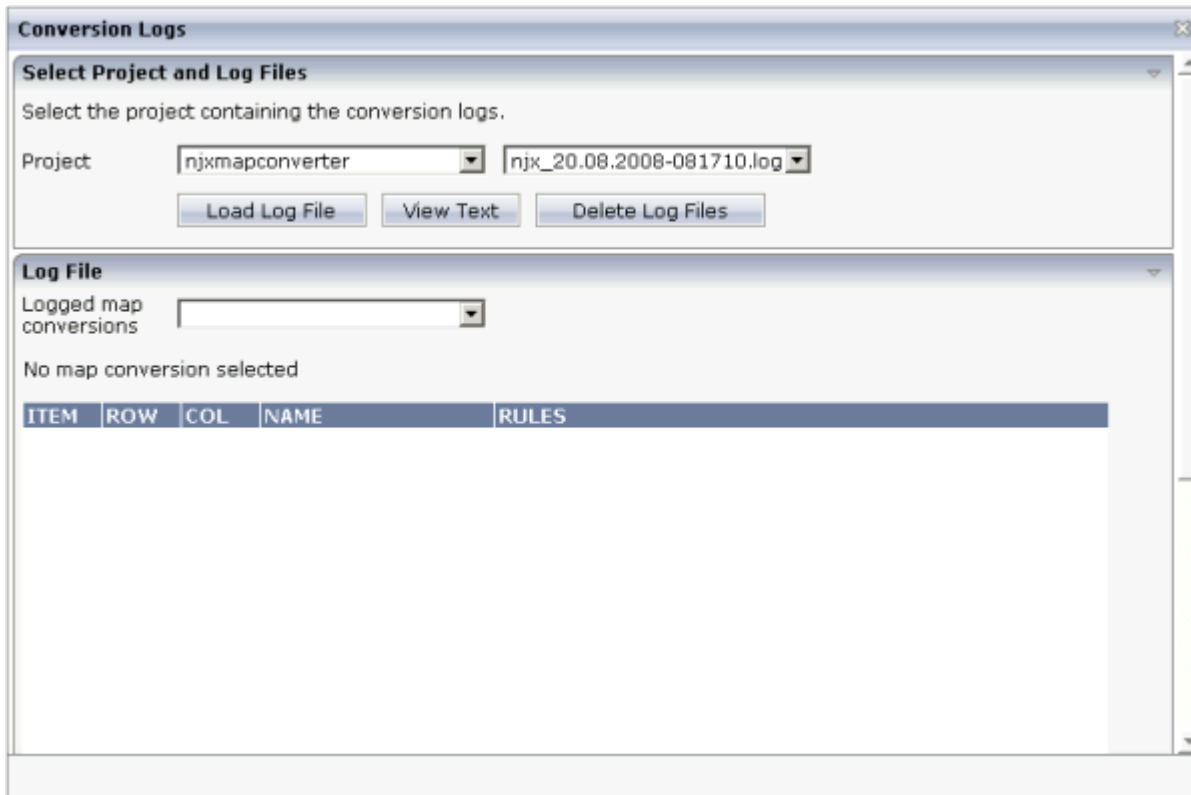 Conversion Logs
Select Project and Log Files
Select the project containing the conversion logs.
Project njxmapconverter njx_20.08.2008-081710.log
Load Log File View Text Delete Log Files
Log File
Logged map
conversions
No map conversion selected
ITEM ROW COL NAME RULES